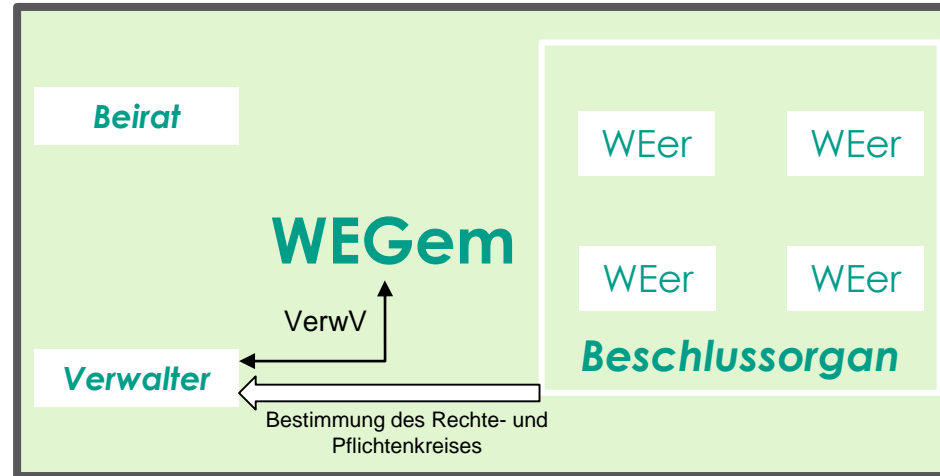 Beirat
WEer WEer
WEGem
WEer WEer
VerwV
Beschlussorgan
Verwalter
Bestimmung des Rechte- und
Pflichtenkreises